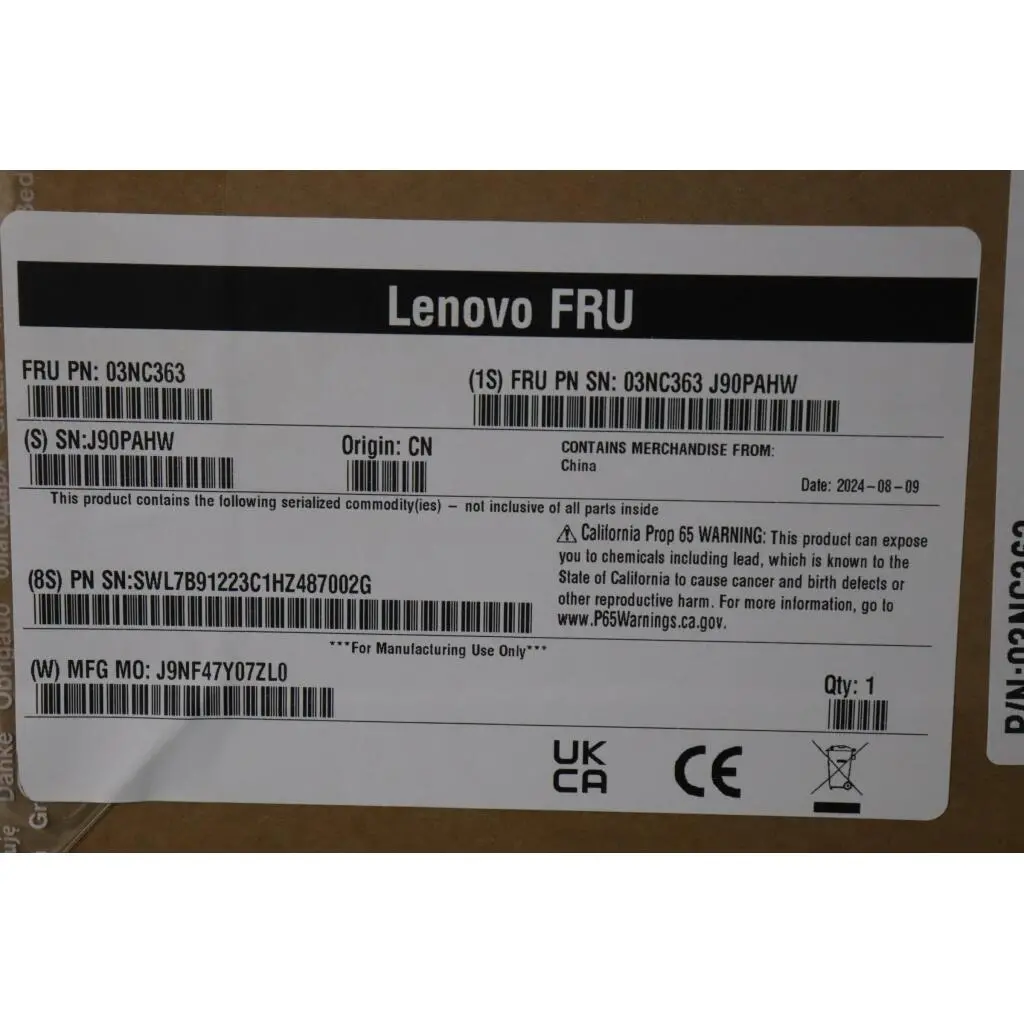 Lenovo FRU
FRU PN: 03NC363
(1S) FRU PN SN: 03NC363 J90PAHW
(S) SN:J90PAHW
Origin: CN
CONTAINS MERCHANDISE FROM:
China
Date: 2024-08-09
This product contains the following serialized commodity(ies) – not inclusive of all parts inside
⚠ California Prop 65 WARNING: This product can expose
you to chemicals including lead, which is known to the
State of California to cause cancer and birth defects or
other reproductive harm. For more information, go to
www.P65Warnings.ca.gov.
(8S) PN SN:SWL7B91223C1HZ487002G
***For Manufacturing Use Only***
(W) MFG MO: J9NF47Y07ZL0
Qty: 1
UK
CA
CE
P/N:03NC363
Danke
Obrigado